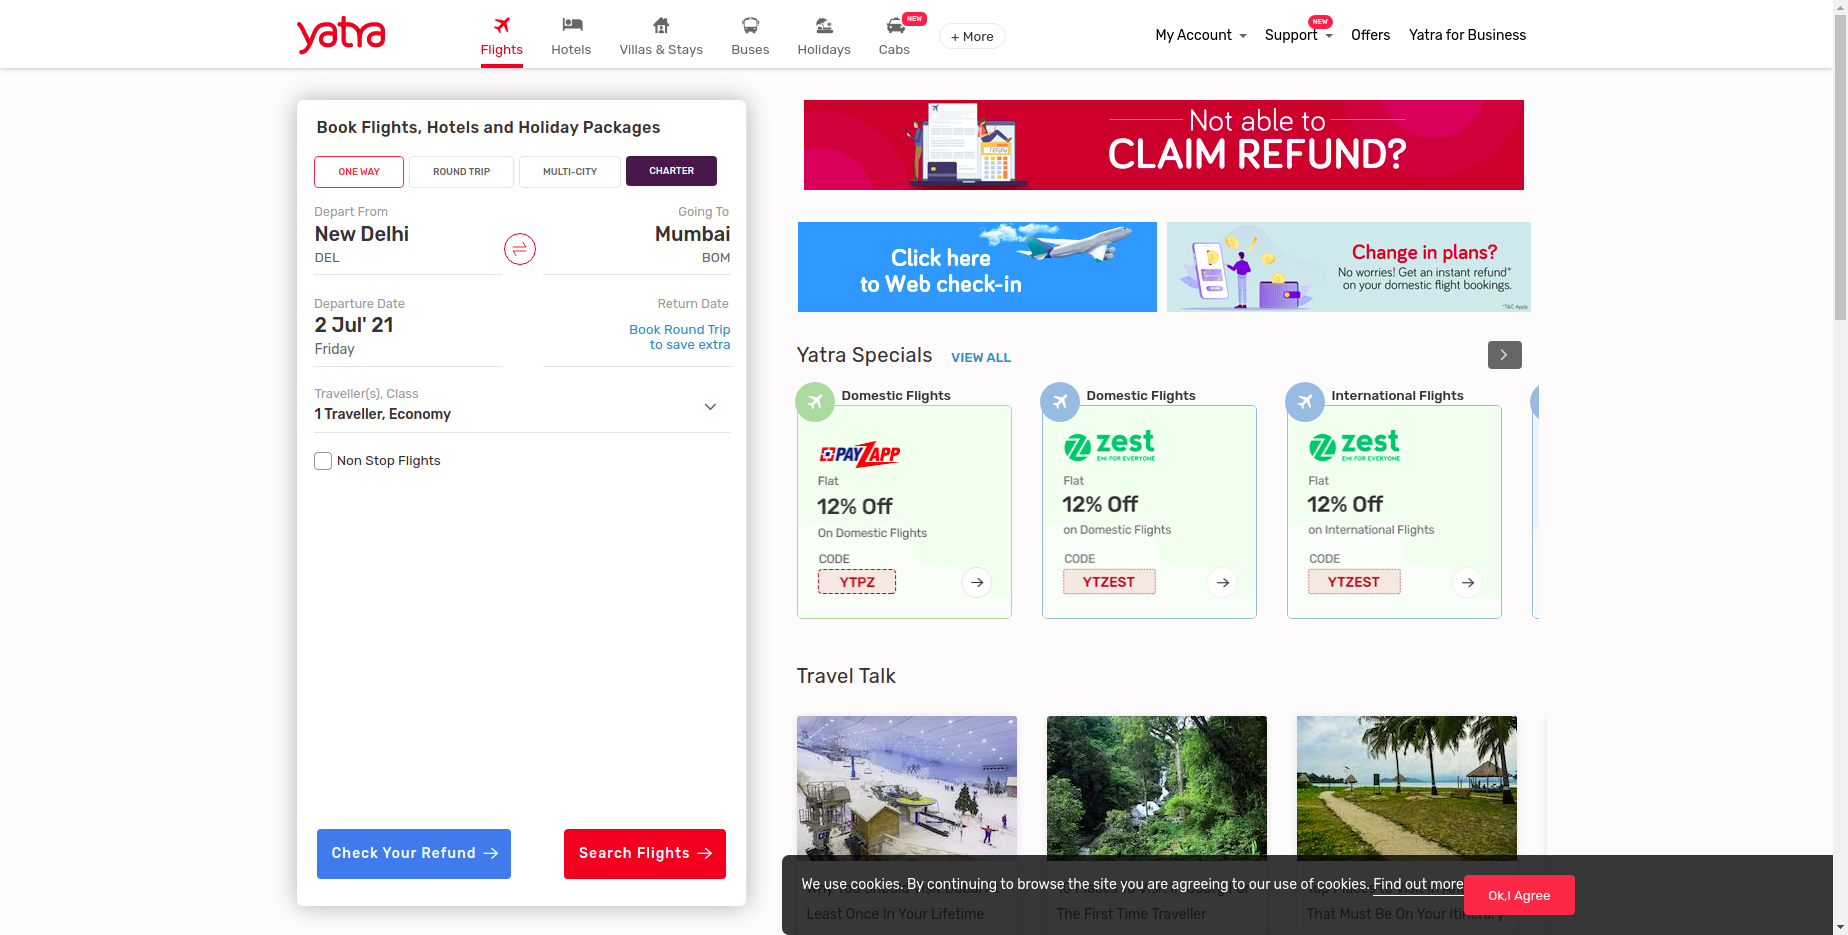 yatra
Flights
Hotels
Villas & Stays
Buses
Holidays
Cabs
NEW
+ More
My Account
Support
NEW
Offers
Yatra for Business
Book Flights, Hotels and Holiday Packages
ONE WAY
ROUND TRIP
MULTI-CITY
CHARTER
Depart From
New Delhi
DEL
Going To
Mumbai
BOM
Departure Date
2 Jul' 21
Friday
Return Date
Book Round Trip
to save extra
Traveller(s), Class
1 Traveller, Economy
Non Stop Flights
Check Your Refund
Search Flights
refund
Not able to
CLAIM REFUND?
Click here
to Web check-in
Change in plans?
No worries! Get an instant refund*
on your domestic flight bookings.
*T&C Apply
Yatra Specials
VIEW ALL
Domestic Flights
PAYZAPP
Flat
12% Off
On Domestic Flights
CODE
YTPZ
Domestic Flights
zest
EMI FOR EVERYONE
Flat
12% Off
on Domestic Flights
CODE
YTZEST
International Flights
zest
EMI FOR EVERYONE
Flat
12% Off
on International Flights
CODE
YTZEST
Travel Talk
Least Once In Your Lifetime
The First Time Traveller
That Must Be On Your Itinerary
We use cookies. By continuing to browse the site you are agreeing to our use of cookies. Find out more
Ok,I Agree